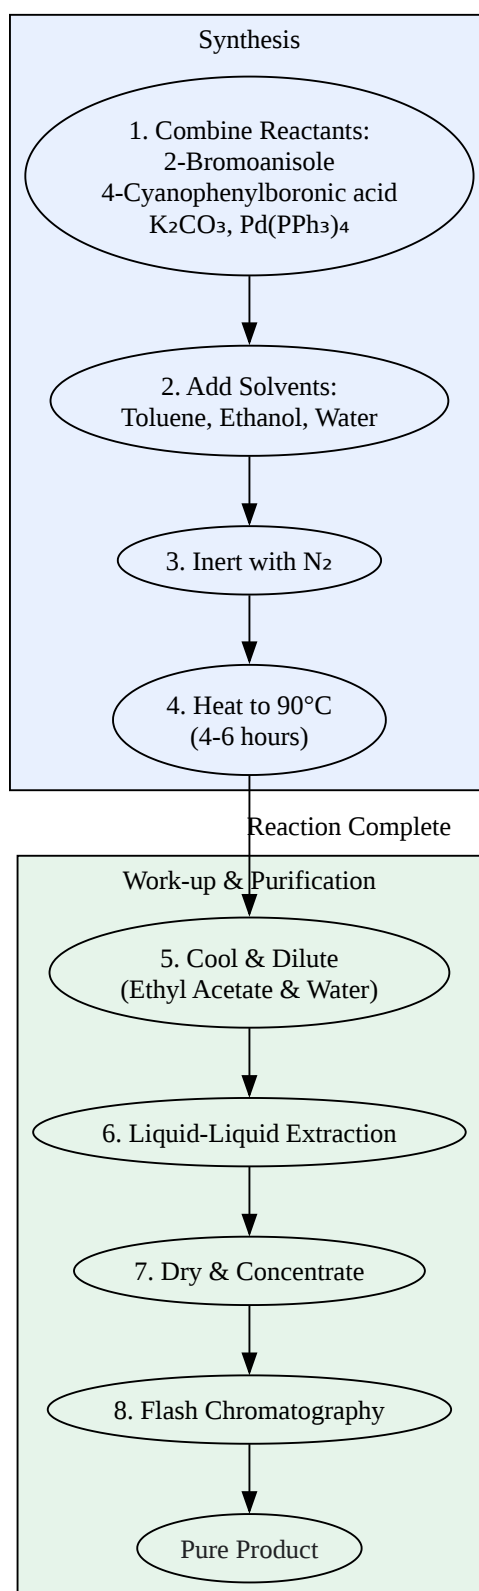 Synthesis
1. Combine Reactants:
2-Bromoanisole
4-Cyanophenylboronic acid
K₂CO₃, Pd(PPh₃)₄
2. Add Solvents:
Toluene, Ethanol, Water
3. Inert with N₂
4. Heat to 90°C
(4-6 hours)
Reaction Complete
Work-up & Purification
5. Cool & Dilute
(Ethyl Acetate & Water)
6. Liquid-Liquid Extraction
7. Dry & Concentrate
8. Flash Chromatography
Pure Product